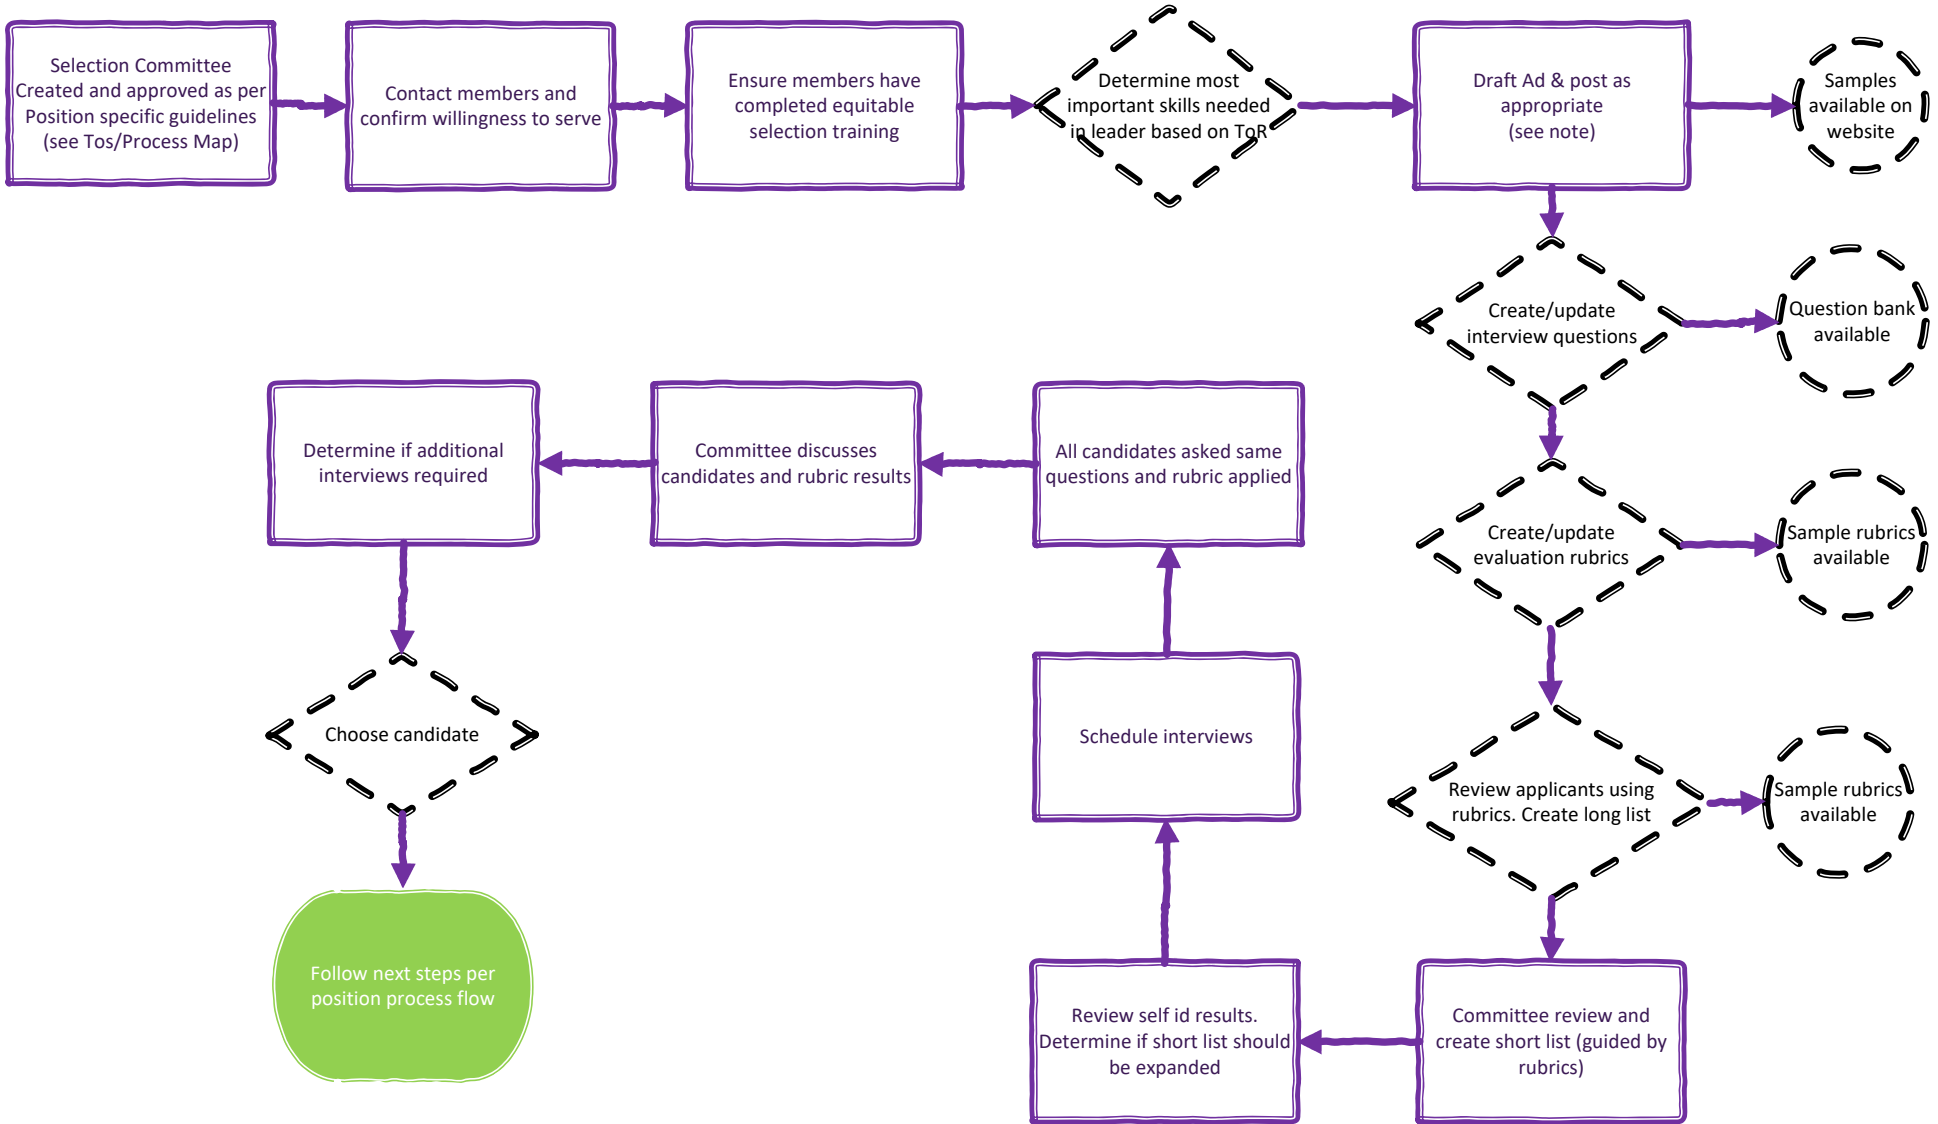 Selection Committee
Created and approved as per
Position specific guidelines
(see Tos/Process Map)
Contact members and
confirm willingness to serve
Ensure members have
completed equitable
selection training
Determine most
important skills needed
in leader based on ToR
Draft Ad & post as
appropriate
(see note)
Samples
available on
website
Create/update
interview questions
Question bank
available
Create/update
evaluation rubrics
Sample rubrics
available
Review applicants using
rubrics. Create long list
Sample rubrics
available
Committee review and
create short list (guided by
rubrics)
Review self id results.
Determine if short list should
be expanded
Schedule interviews
All candidates asked same
questions and rubric applied
Committee discusses
candidates and rubric results
Determine if additional
interviews required
Choose candidate
Follow next steps per
position process flow